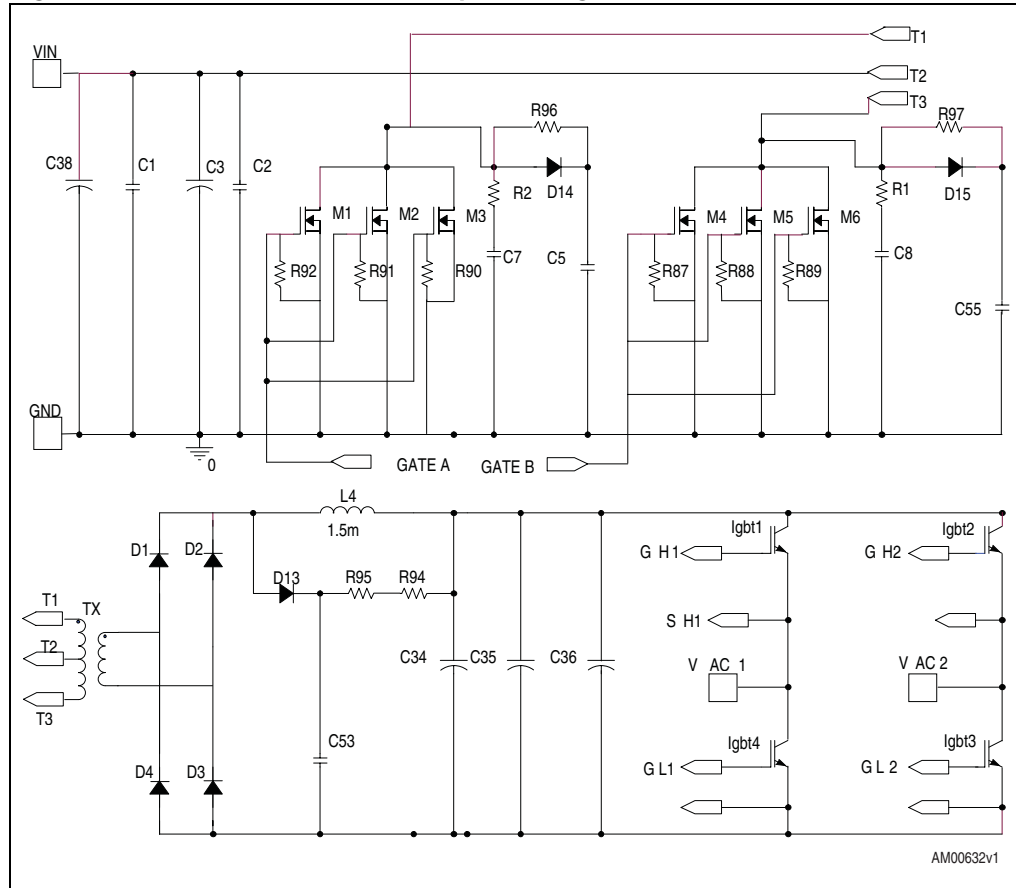 T1
VIN
T2
T3
R96
R97
C38
C1
C3
C2
D14
D15
R2
R1
M1
M2
M3
M4
M5
M6
R92
R91
R90
C7
C5
R87
R88
R89
C8
C55
GND
0
GATE A
GATE B
L4
1.5m
D1
D2
Igbt1
Igbt2
G H1
G H2
D13
R95
R94
T1
TX
S H1
T2
C34
C35
C36
V AC 1
V AC 2
T3
C53
Igbt4
Igbt3
D4
D3
G L1
G L 2
AM00632v1